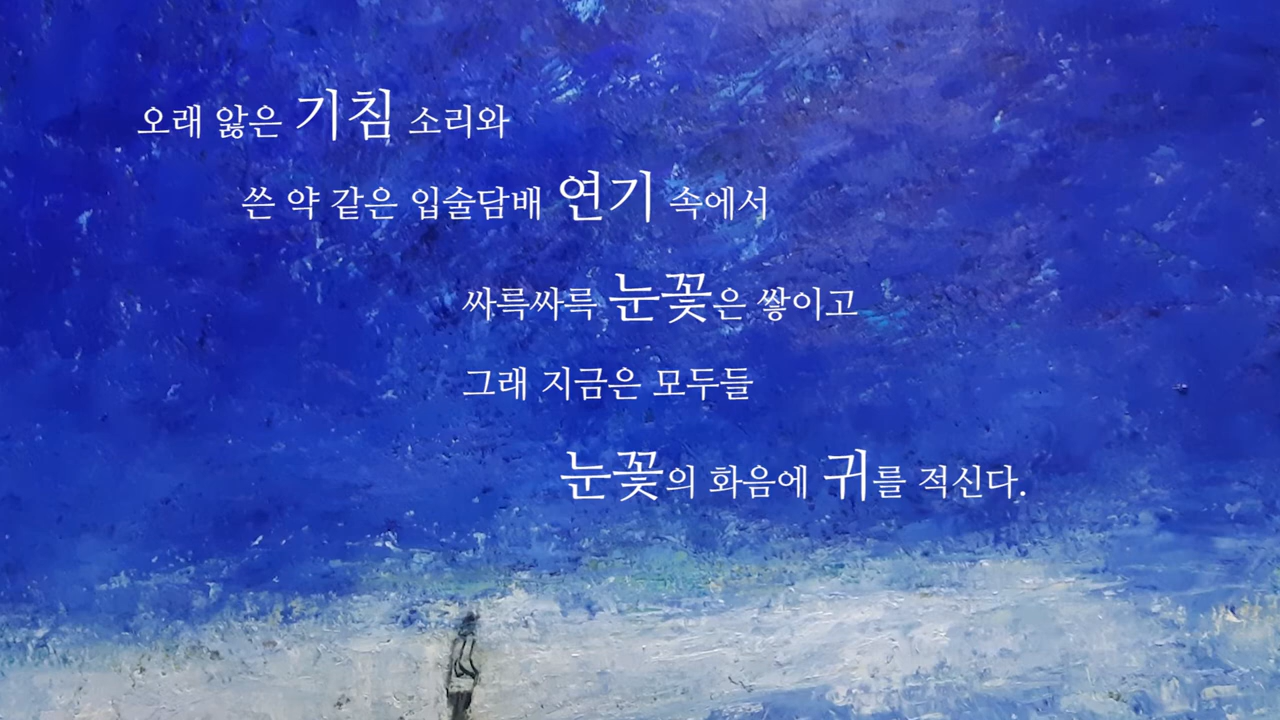 오래 앓은 기침 소리와
쓴 약 같은 입술담배 연기 속에서
싸륵싸륵 눈꽃은 쌓이고
그래 지금은 모두들
눈꽃의 화음에 귀를 적신다.